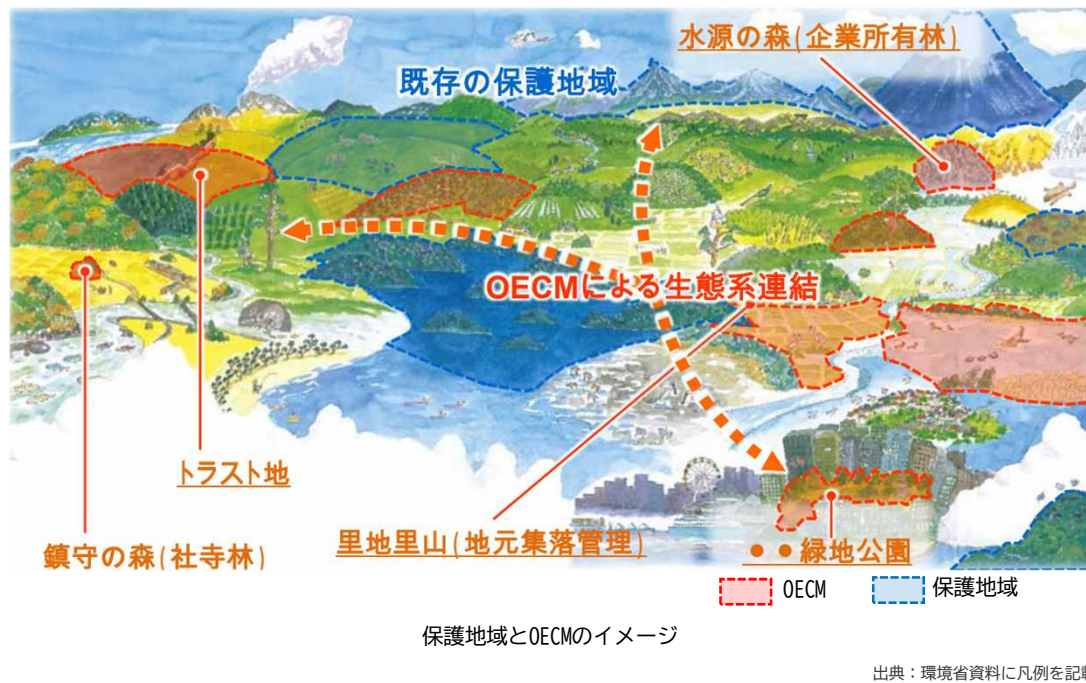 水源の森(企業所有林)
既存の保護地域
OECMによる生態系連結
トラスト地
鎮守の森(社寺林)
里地里山(地元集落管理)
●●緑地公園
OECM
保護地域
保護地域とOECMのイメージ
出典：環境省資料に凡例を記